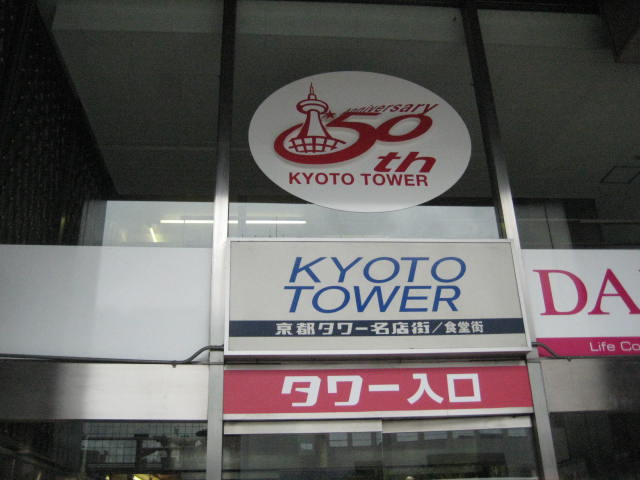 Anniversary
50th
KYOTO TOWER
KYOTO
TOWER
京都タワー名店街/食堂街
タワー入口
DA
Life Co